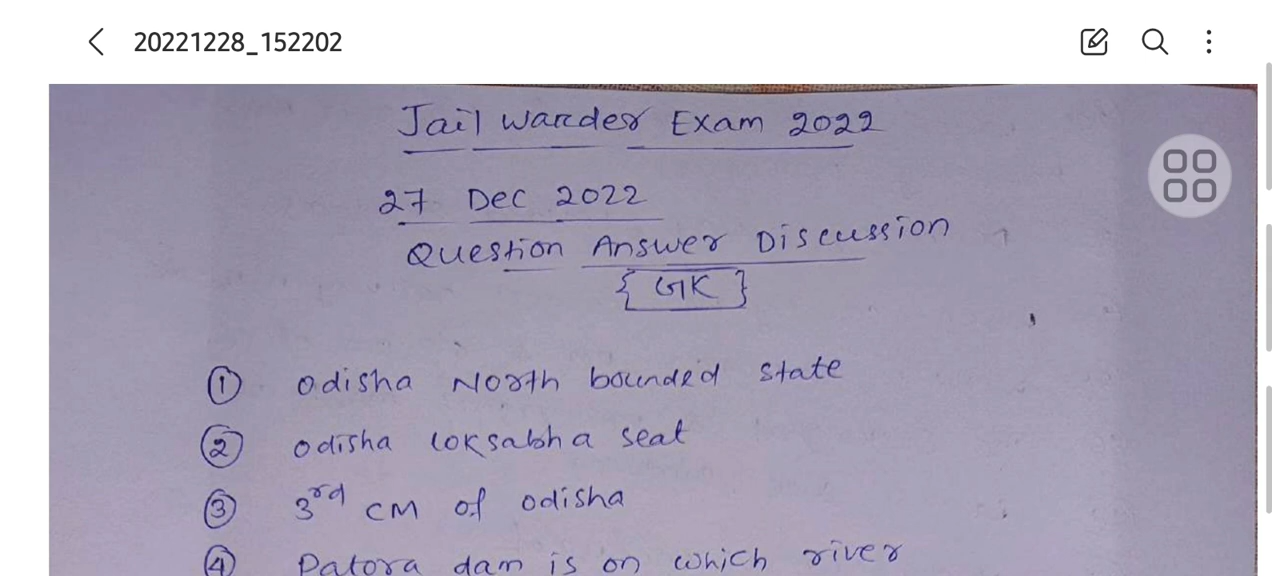 20221228_152202
Jail Warder Exam 2022
27 Dec 2022
Question Answer Discussion
{ GK }
① Odisha North bounded state
② Odisha loksabha seat
③ 3rd CM of odisha
④ Patora dam is on which river